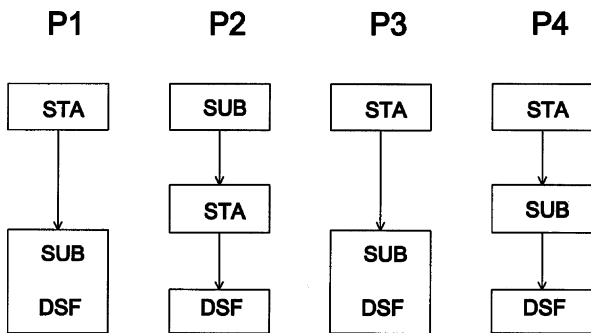 P1 P2 P3 P4
STA SUB STA STA
STA SUB
SUB SUB
DSF DSF DSF DSF